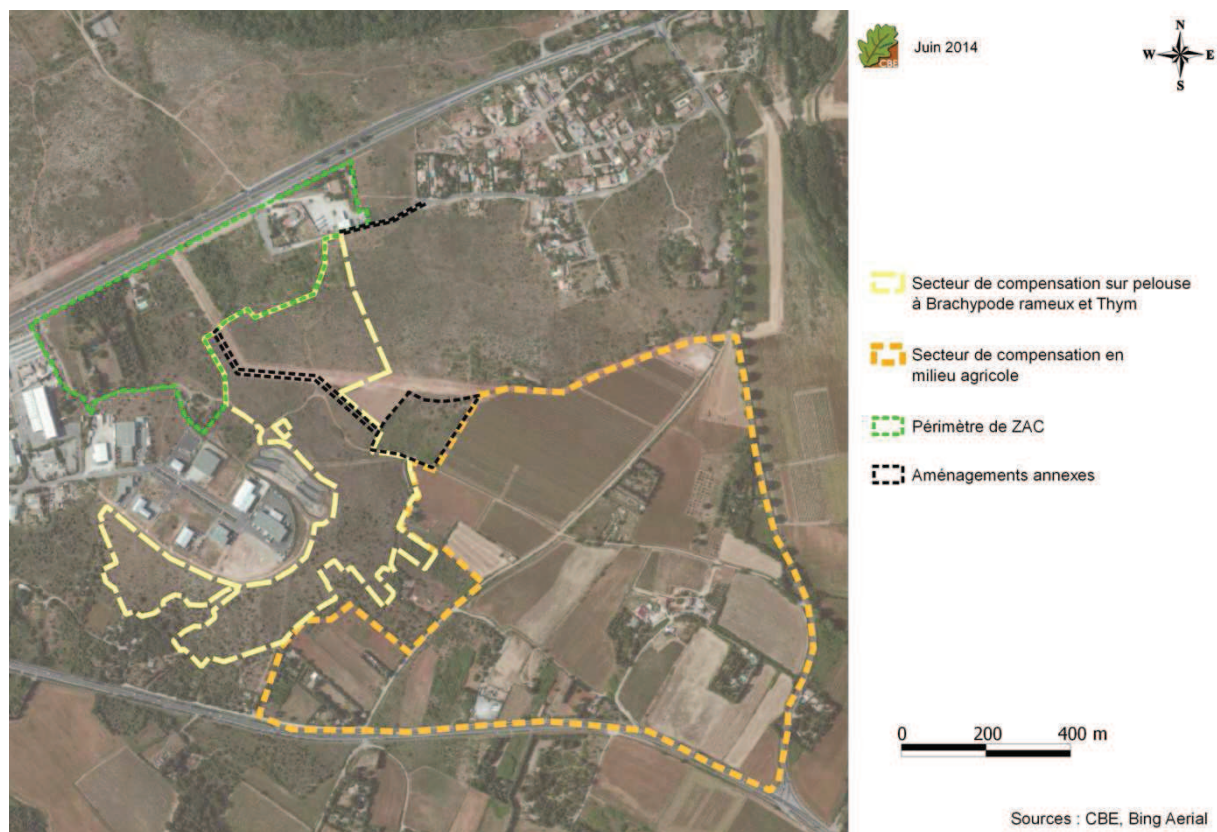 CBE
Juin 2014
N
W E
S
Secteur de compensation sur pelouse
à Brachypode rameux et Thym
Secteur de compensation en
milieu agricole
Périmètre de ZAC
Aménagements annexes
0 200 400 m
Sources : CBE, Bing Aerial